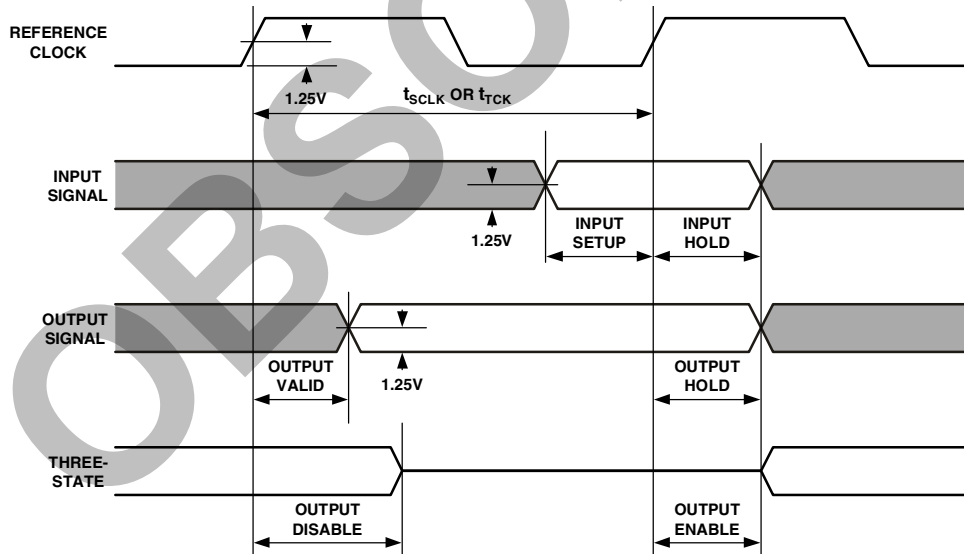 REFERENCE
CLOCK
1.25V
tSCLK OR tTCK
INPUT
SIGNAL
1.25V
INPUT
SETUP
INPUT
HOLD
OUTPUT
SIGNAL
OUTPUT
VALID
1.25V
OUTPUT
HOLD
THREE-
STATE
OUTPUT
DISABLE
OUTPUT
ENABLE
OBSO